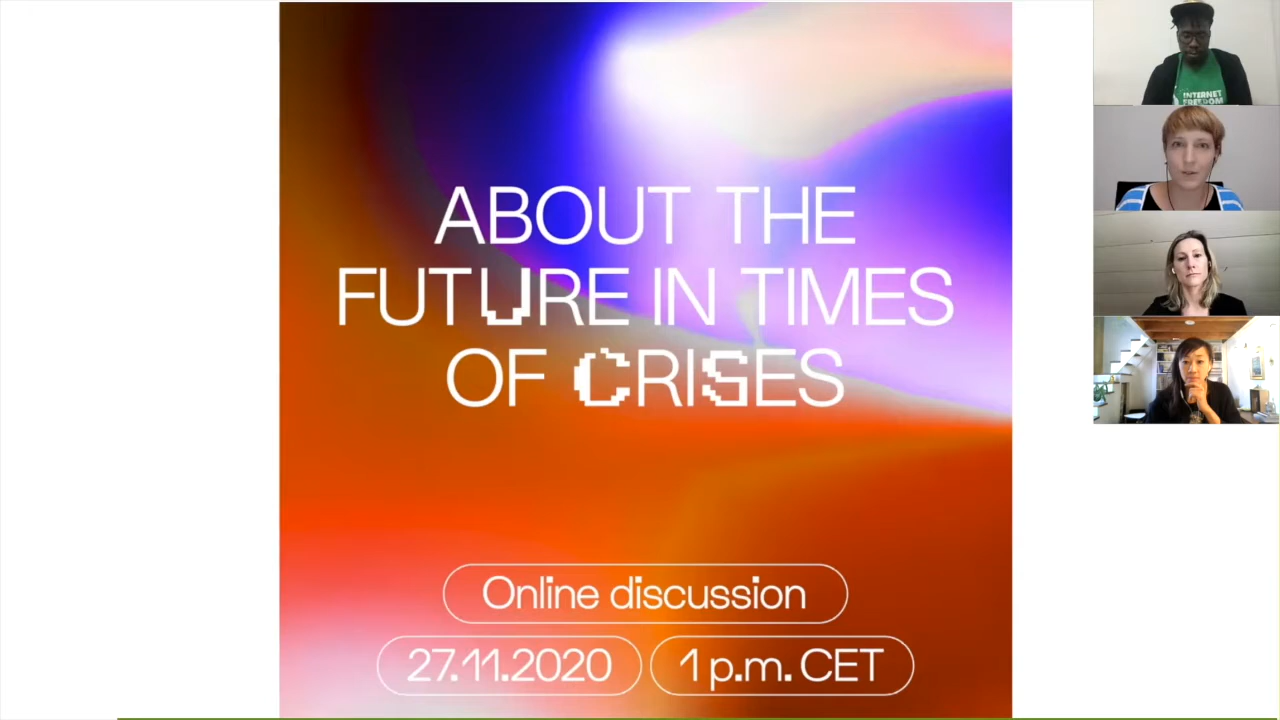 ABOUT THE
FUTURE IN TIMES
OF CRISES
Online discussion
27.11.2020
1 p.m. CET
INTERNET
FREEDOM